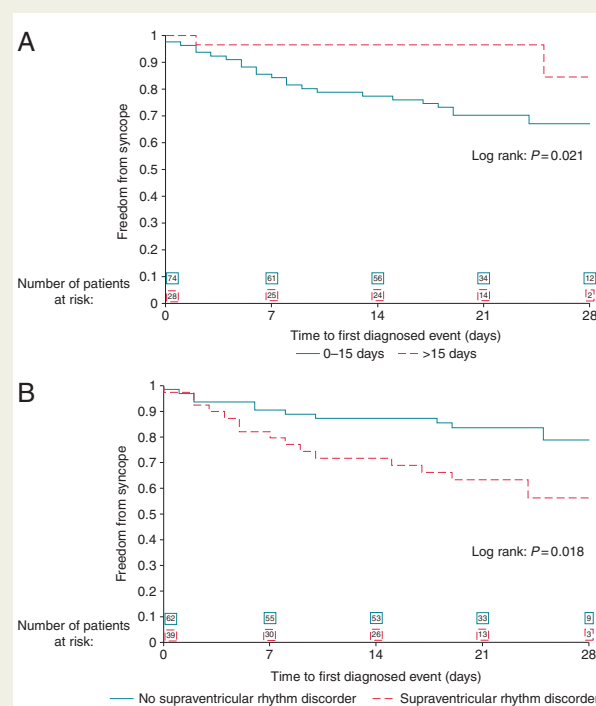 A
1
0.9
0.8
0.7
0.6
0.5
0.4
0.3
0.2
0.1
0
Freedom from syncope
Log rank: P=0.021
Number of patients
at risk:
74 61 56 34 12
28 25 24 14 2
0 7 14 21 28
Time to first diagnosed event (days)
0–15 days >15 days
B
1
0.9
0.8
0.7
0.6
0.5
0.4
0.3
0.2
0.1
0
Freedom from syncope
Log rank: P=0.018
Number of patients
at risk:
62 55 53 33 9
39 30 26 13 3
0 7 14 21 28
Time to first diagnosed event (days)
No supraventricular rhythm disorder Supraventricular rhythm disorder